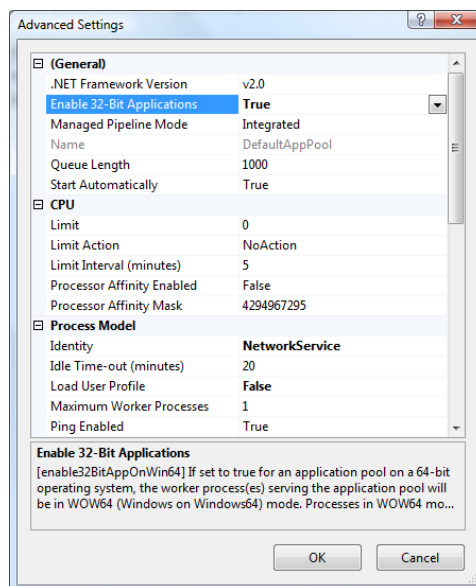 Advanced Settings
(General)
.NET Framework Version v2.0
Enable 32-Bit Applications True
Managed Pipeline Mode Integrated
Name DefaultAppPool
Queue Length 1000
Start Automatically True
CPU
Limit 0
Limit Action NoAction
Limit Interval (minutes) 5
Processor Affinity Enabled False
Processor Affinity Mask 4294967295
Process Model
Identity NetworkService
Idle Time-out (minutes) 20
Load User Profile False
Maximum Worker Processes 1
Ping Enabled True
Enable 32-Bit Applications
[enable32BitAppOnWin64] If set to true for an application pool on a 64-bit
operating system, the worker process(es) serving the application pool will
be in WOW64 (Windows on Windows64) mode. Processes in WOW64 mo...
OK Cancel